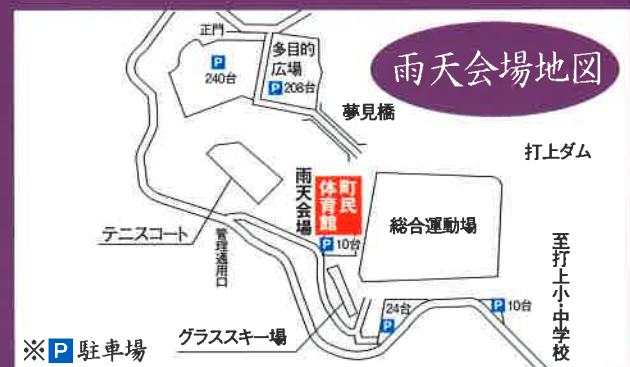 雨天会場地図
正門
P
240台
多目的
広場
P 208台
夢見橋
打上ダム
雨天会場
町民
体育館
P 10台
総合運動場
テニスコート
管理通用口
至打上小・中学校
24台
P
P 10台
グラススキー場
※P 駐車場